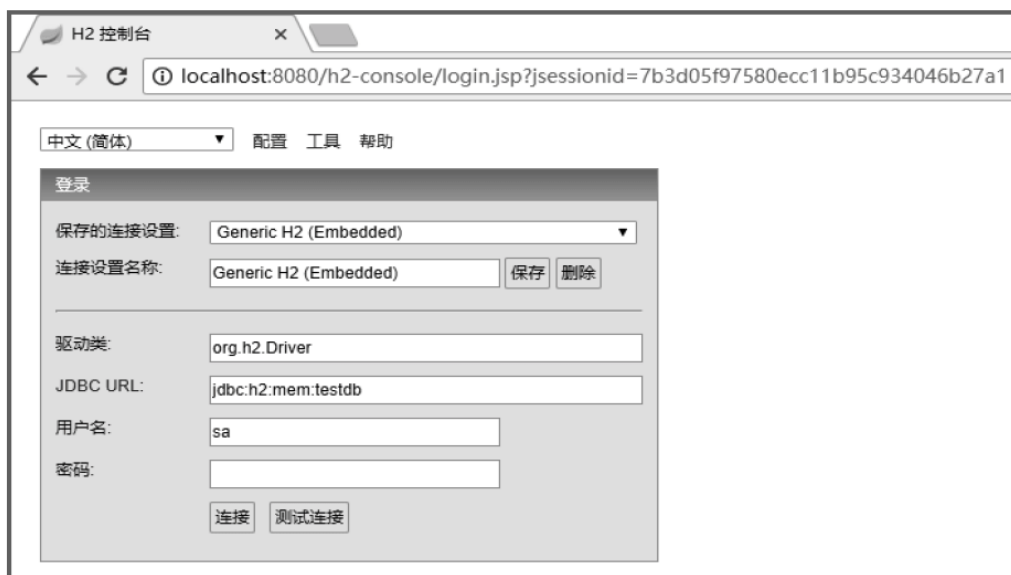 H2 控制台
localhost:8080/h2-console/login.jsp?jsessionid=7b3d05f97580ecc11b95c934046b27a1
中文 (简体) 配置 工具 帮助
登录
保存的连接设置: Generic H2 (Embedded)
连接设置名称: Generic H2 (Embedded) 保存 删除
驱动类: org.h2.Driver
JDBC URL: jdbc:h2:mem:testdb
用户名: sa
密码:
连接 测试连接